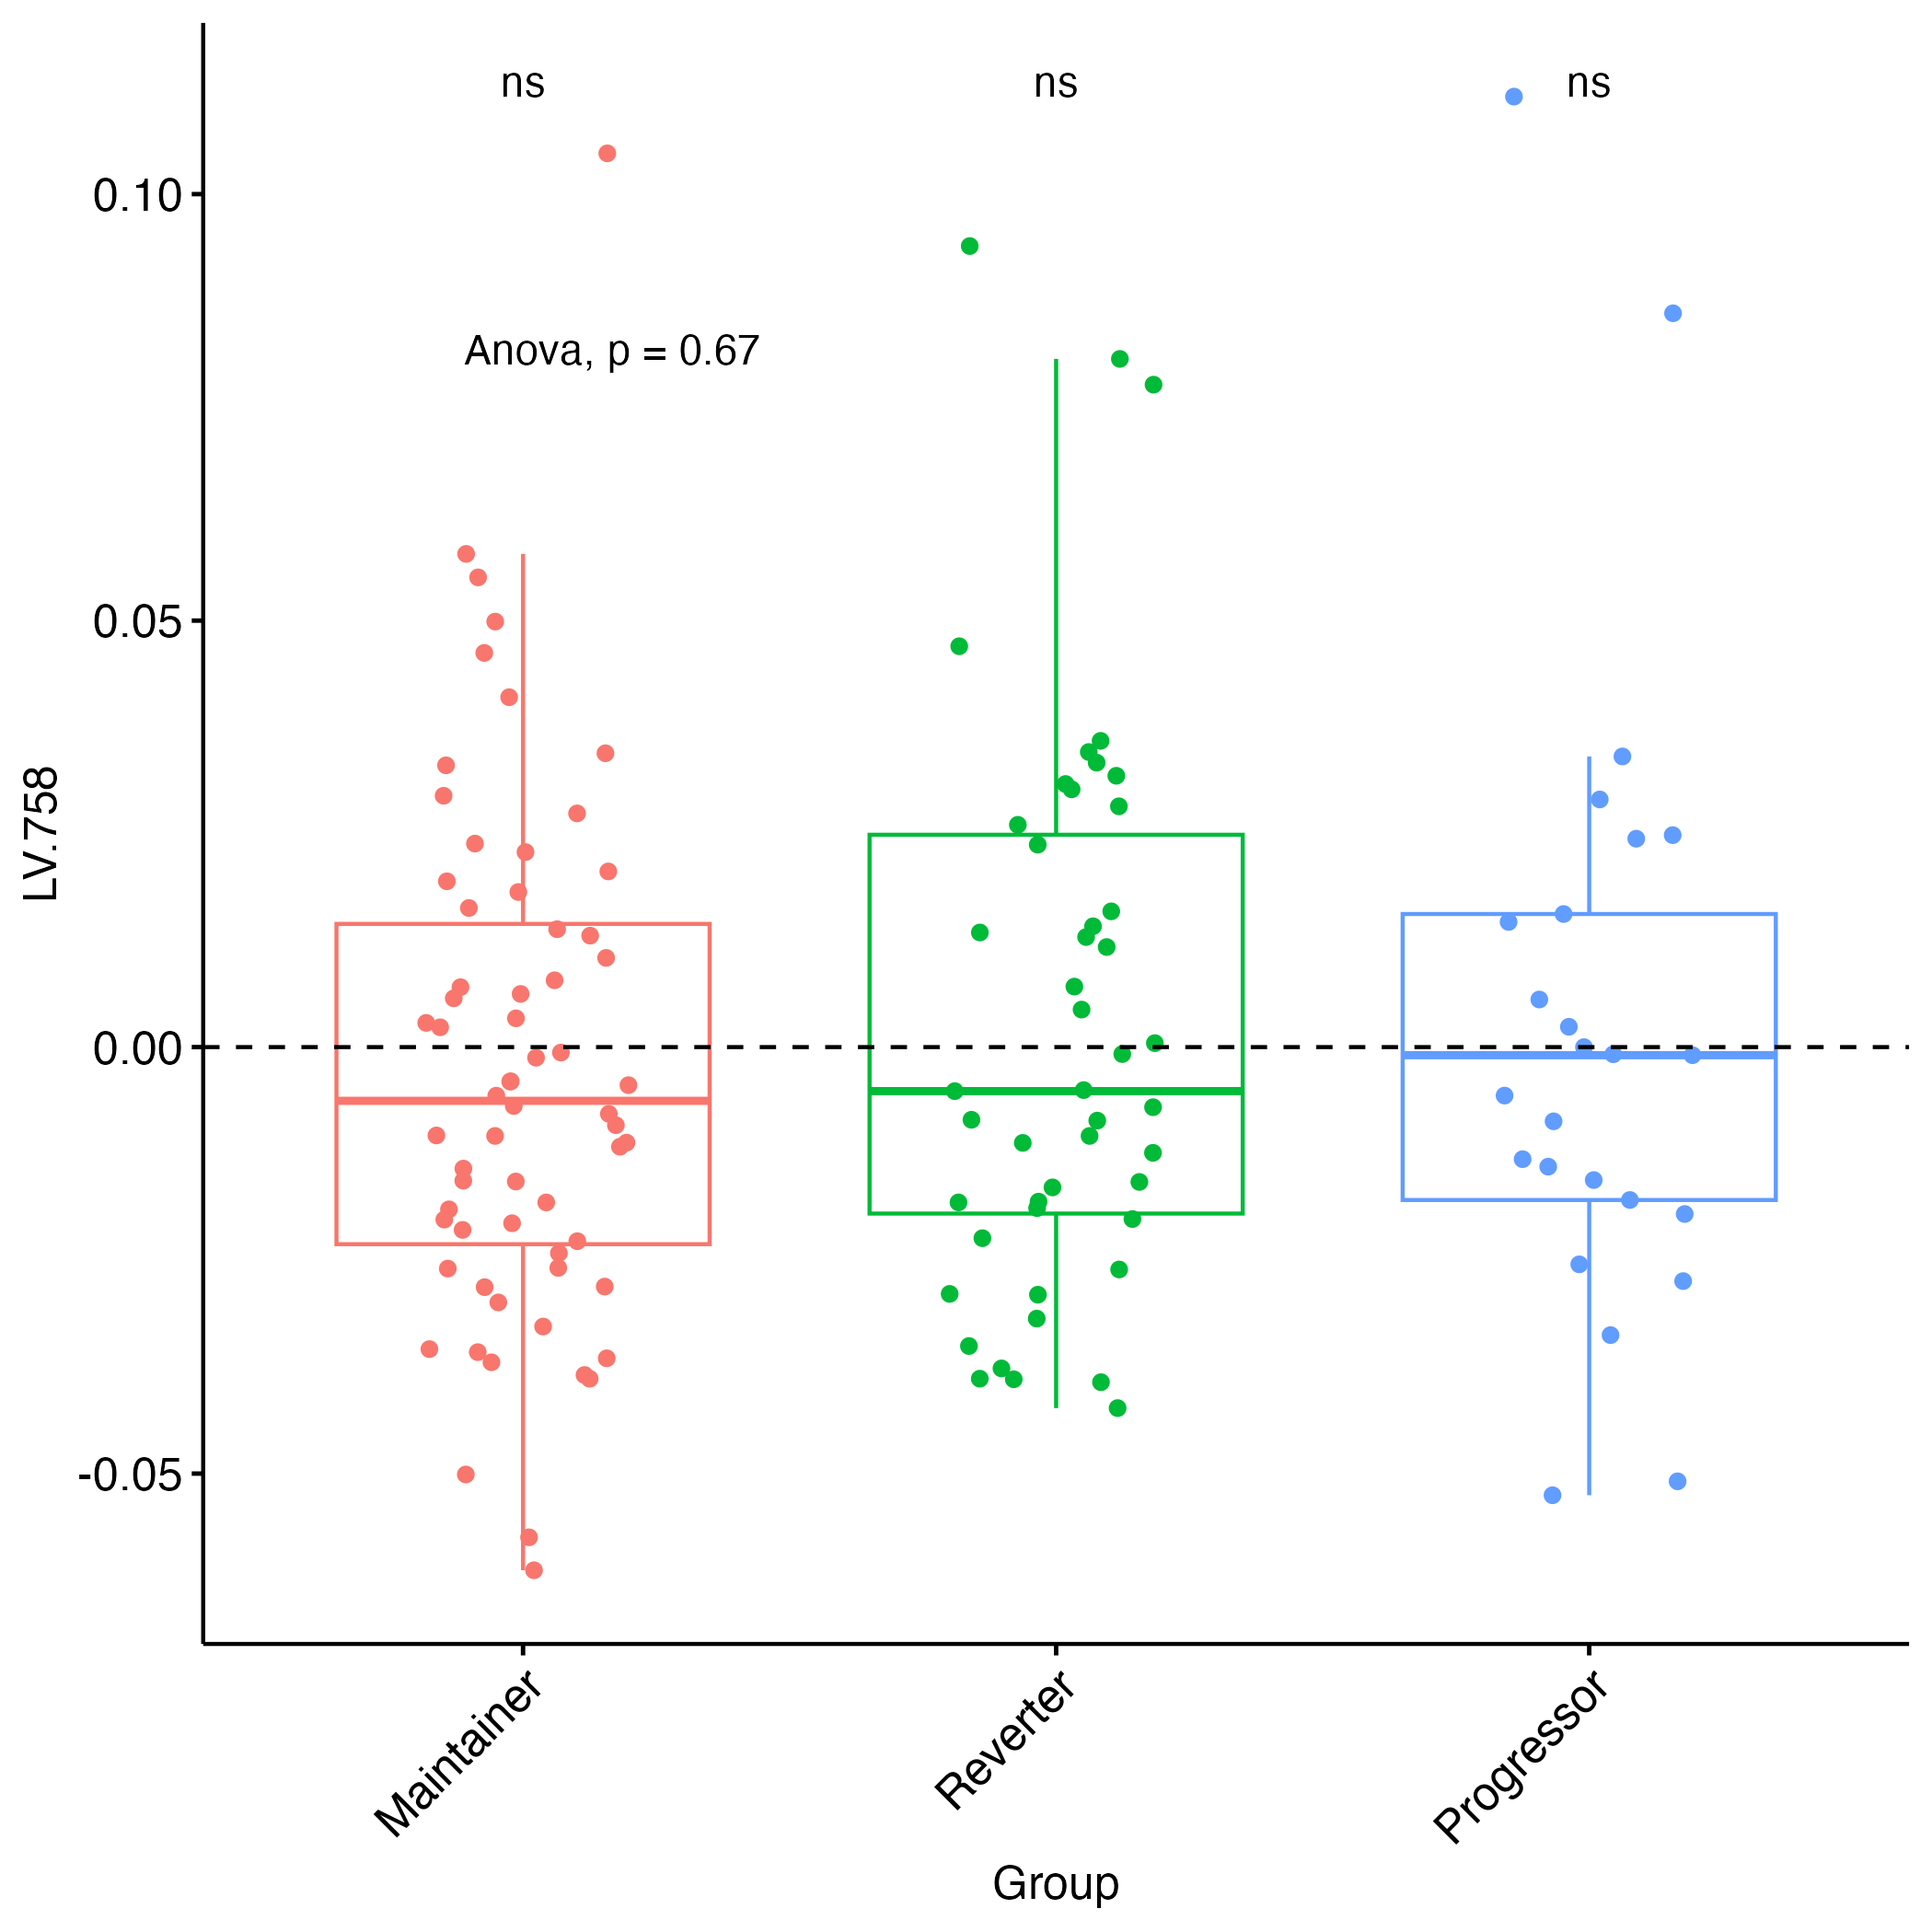 ns ns ns
Anova, p = 0.67
0.10
0.05
0.00
-0.05
LV.758
Maintainer
Reverter
Progressor
Group